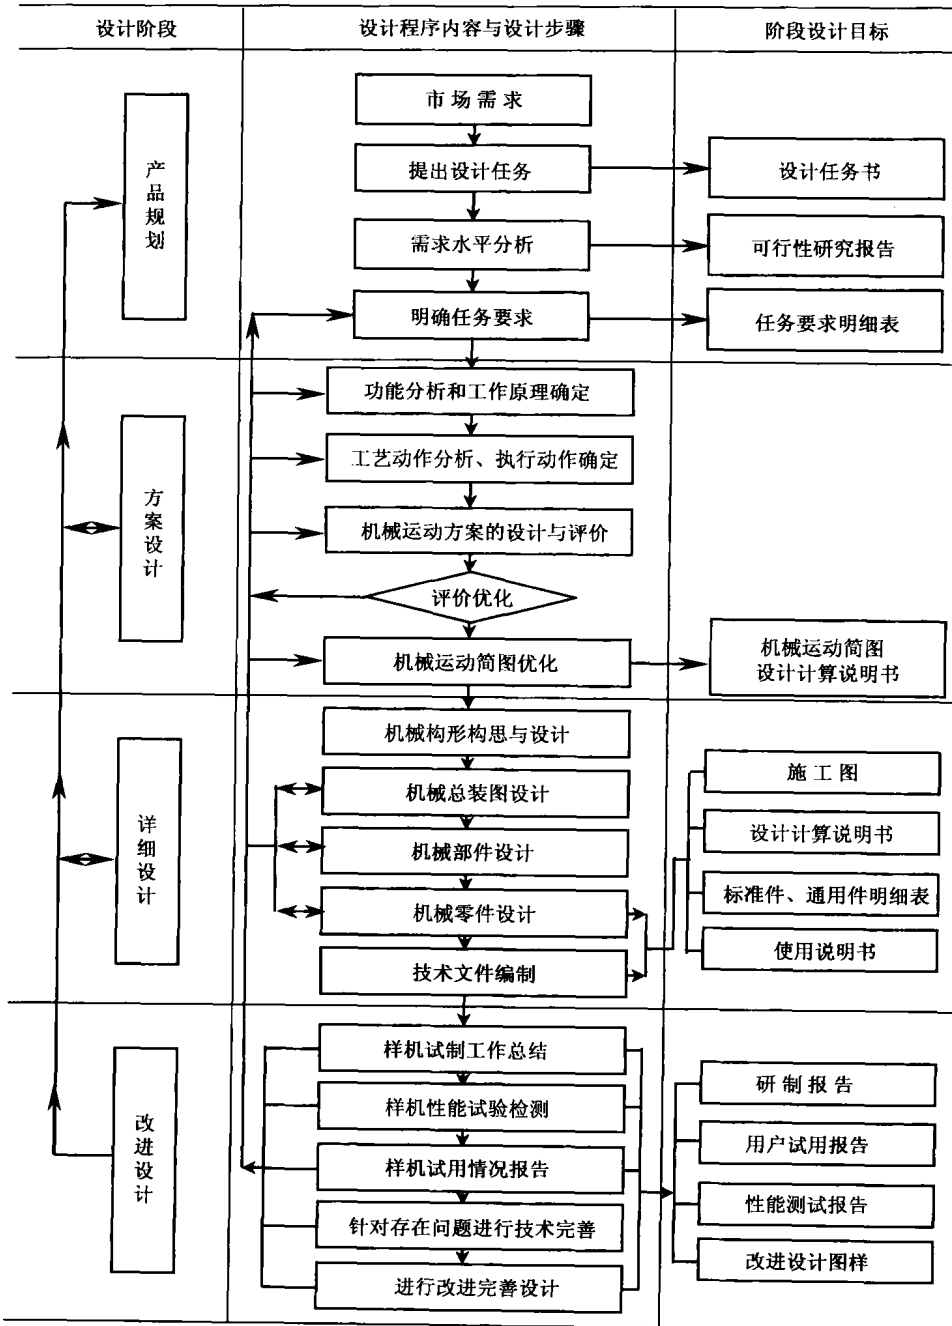 设计阶段
设计程序内容与设计步骤
阶段设计目标
产品规划
市场需求
提出设计任务
设计任务书
需求水平分析
可行性研究报告
明确任务要求
任务要求明细表
方案设计
功能分析和工作原理确定
工艺动作分析、执行动作确定
机械运动方案的设计与评价
评价优化
机械运动简图优化
机械运动简图
设计计算说明书
详细设计
机械构形构思与设计
机械总装图设计
机械部件设计
机械零件设计
技术文件编制
施工图
设计计算说明书
标准件、通用件明细表
使用说明书
改进设计
样机试制工作总结
样机性能试验检测
样机试用情况报告
针对存在问题进行技术完善
进行改进完善设计
研制报告
用户试用报告
性能测试报告
改进设计图样